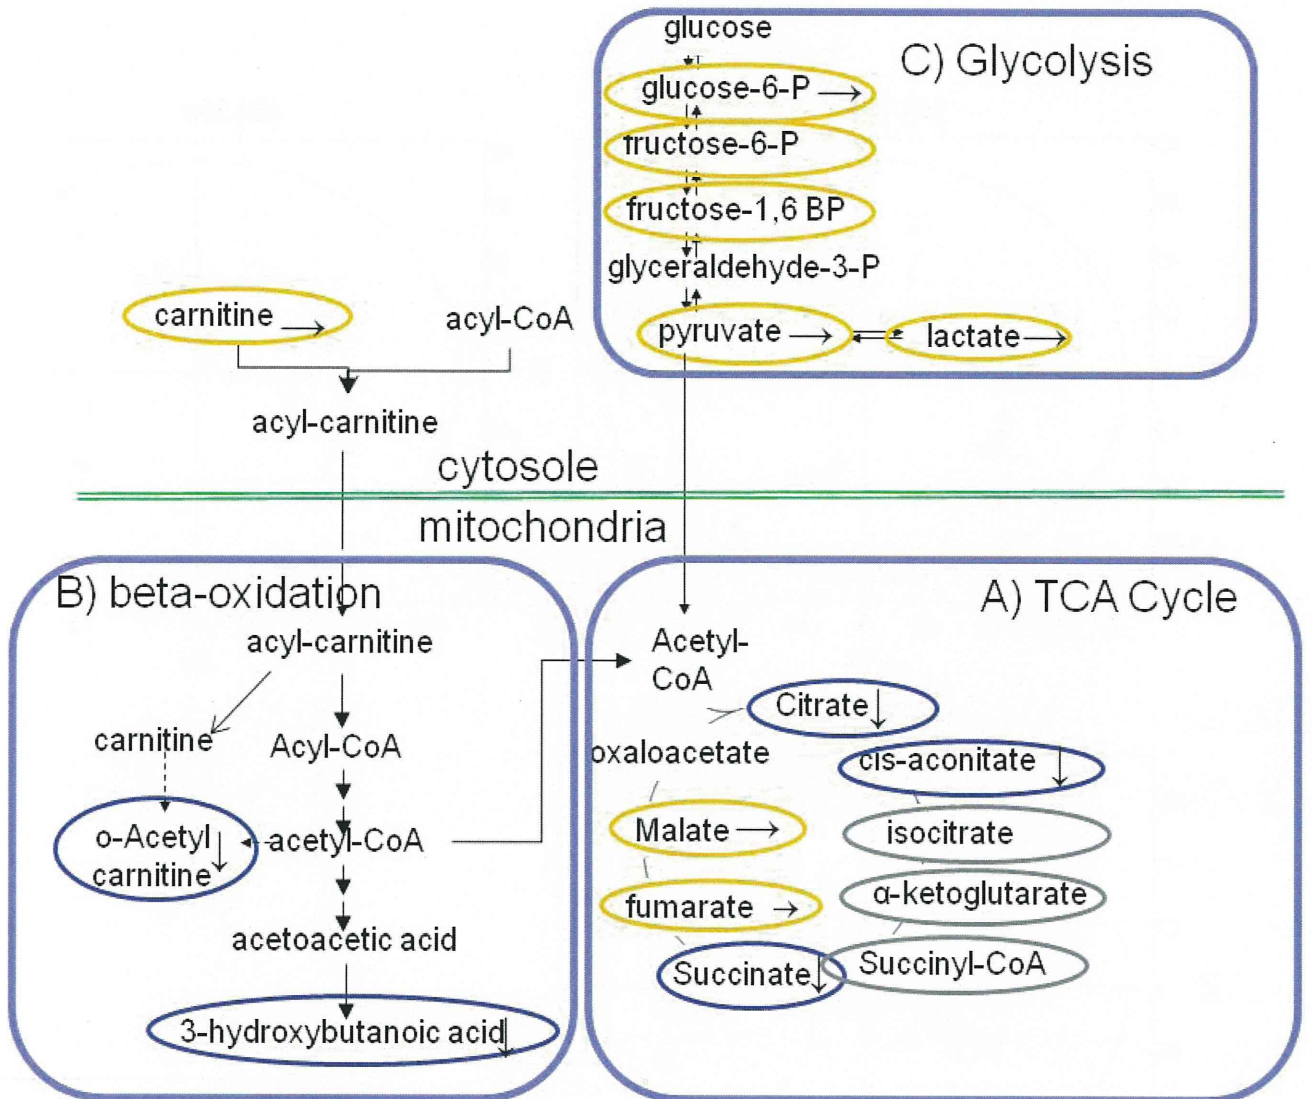 glucose
C) Glycolysis
glucose-6-P →
fructose-6-P
fructose-1,6 BP
glyceraldehyde-3-P
carnitine →
acyl-CoA
pyruvate →
lactate →
acyl-carnitine
cytosole
mitochondria
B) beta-oxidation
A) TCA Cycle
acyl-carnitine
Acetyl-
CoA
Citrate ↓
carnitine
Acyl-CoA
oxaloacetate
cis-aconitate ↓
o-Acetyl ↓
carnitine
acetyl-CoA
Malate →
isocitrate
fumarate →
α-ketoglutarate
acetoacetic acid
Succinate ↓
Succinyl-CoA
3-hydroxybutanoic acid ↓